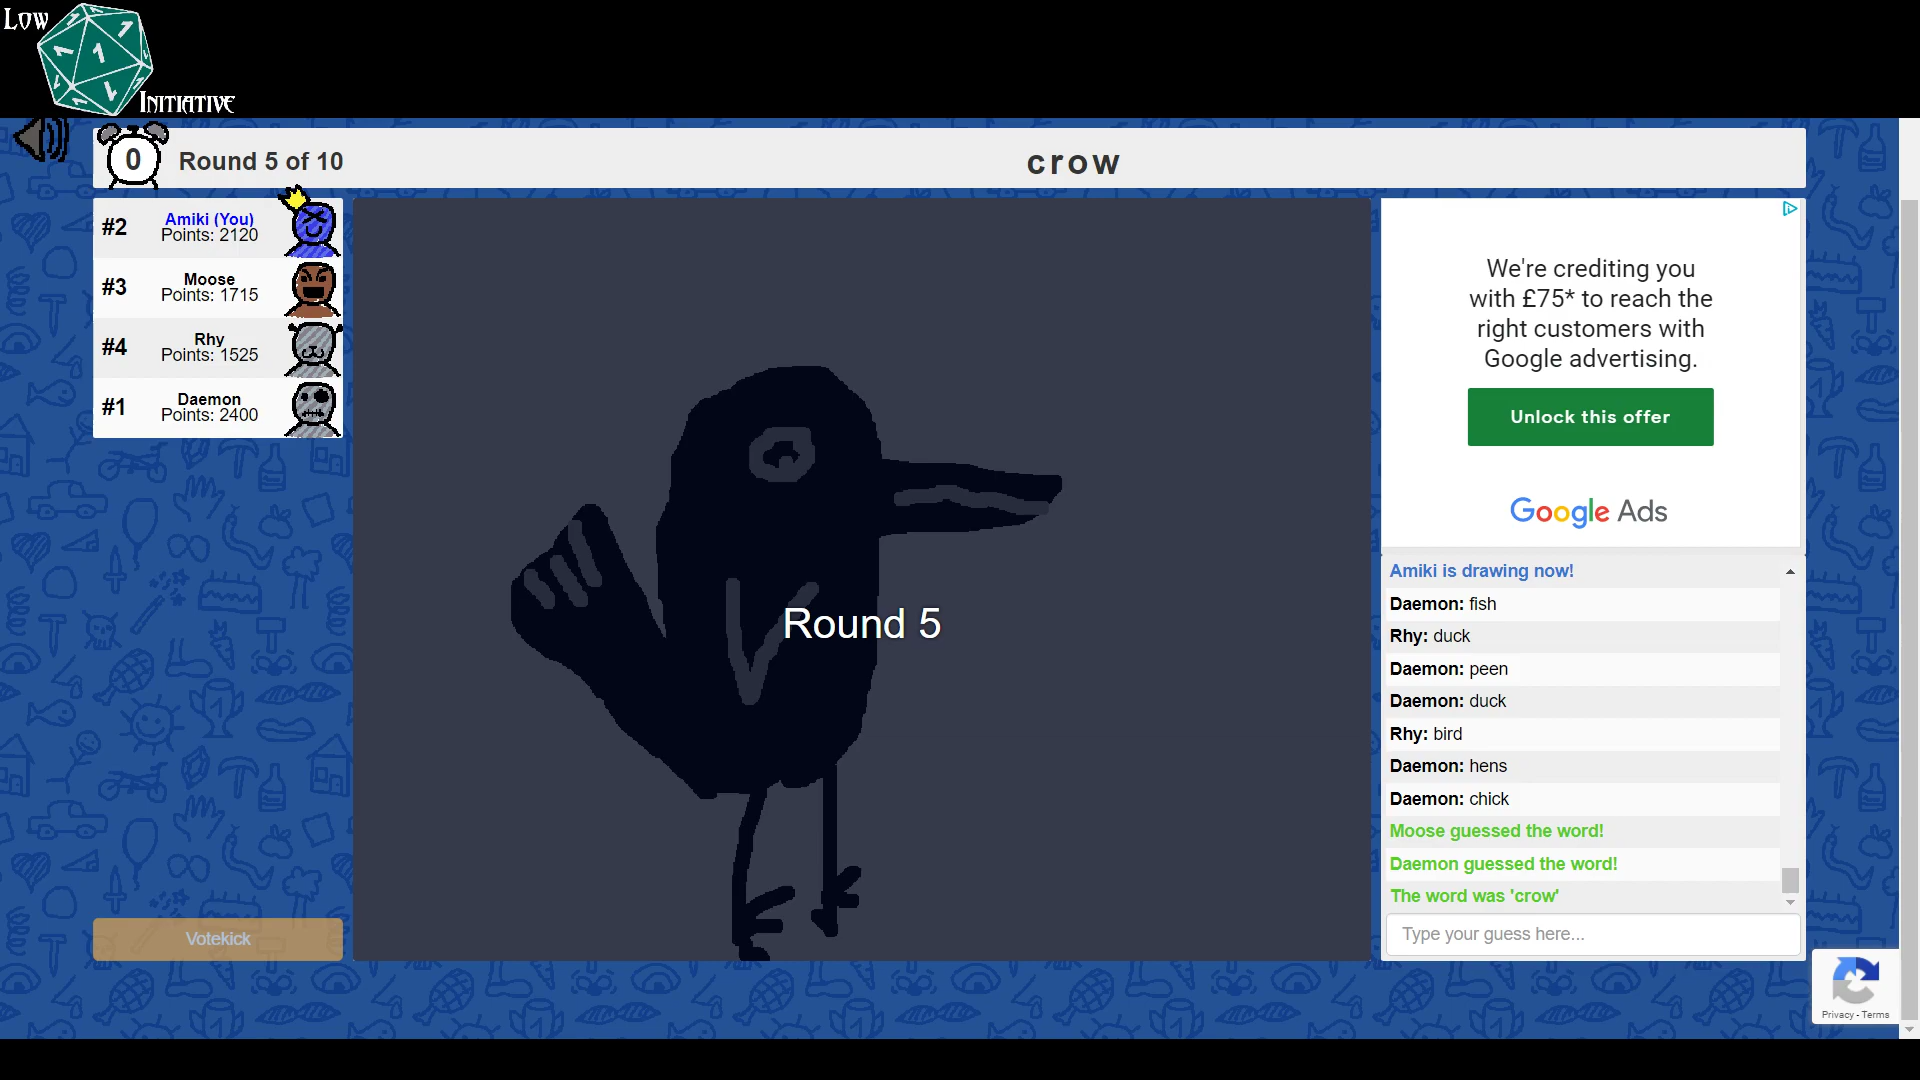 Low
Initiative
0
Round 5 of 10
crow
#2
Amiki (You)
Points: 2120
#3
Moose
Points: 1715
#4
Rhy
Points: 1525
#1
Daemon
Points: 2400
Votekick
Round 5
We're crediting you
with £75* to reach the
right customers with
Google advertising.
Unlock this offer
Google Ads
Amiki is drawing now!
Daemon: fish
Rhy: duck
Daemon: peen
Daemon: duck
Rhy: bird
Daemon: hens
Daemon: chick
Moose guessed the word!
Daemon guessed the word!
The word was 'crow'
Type your guess here...
Privacy - Terms